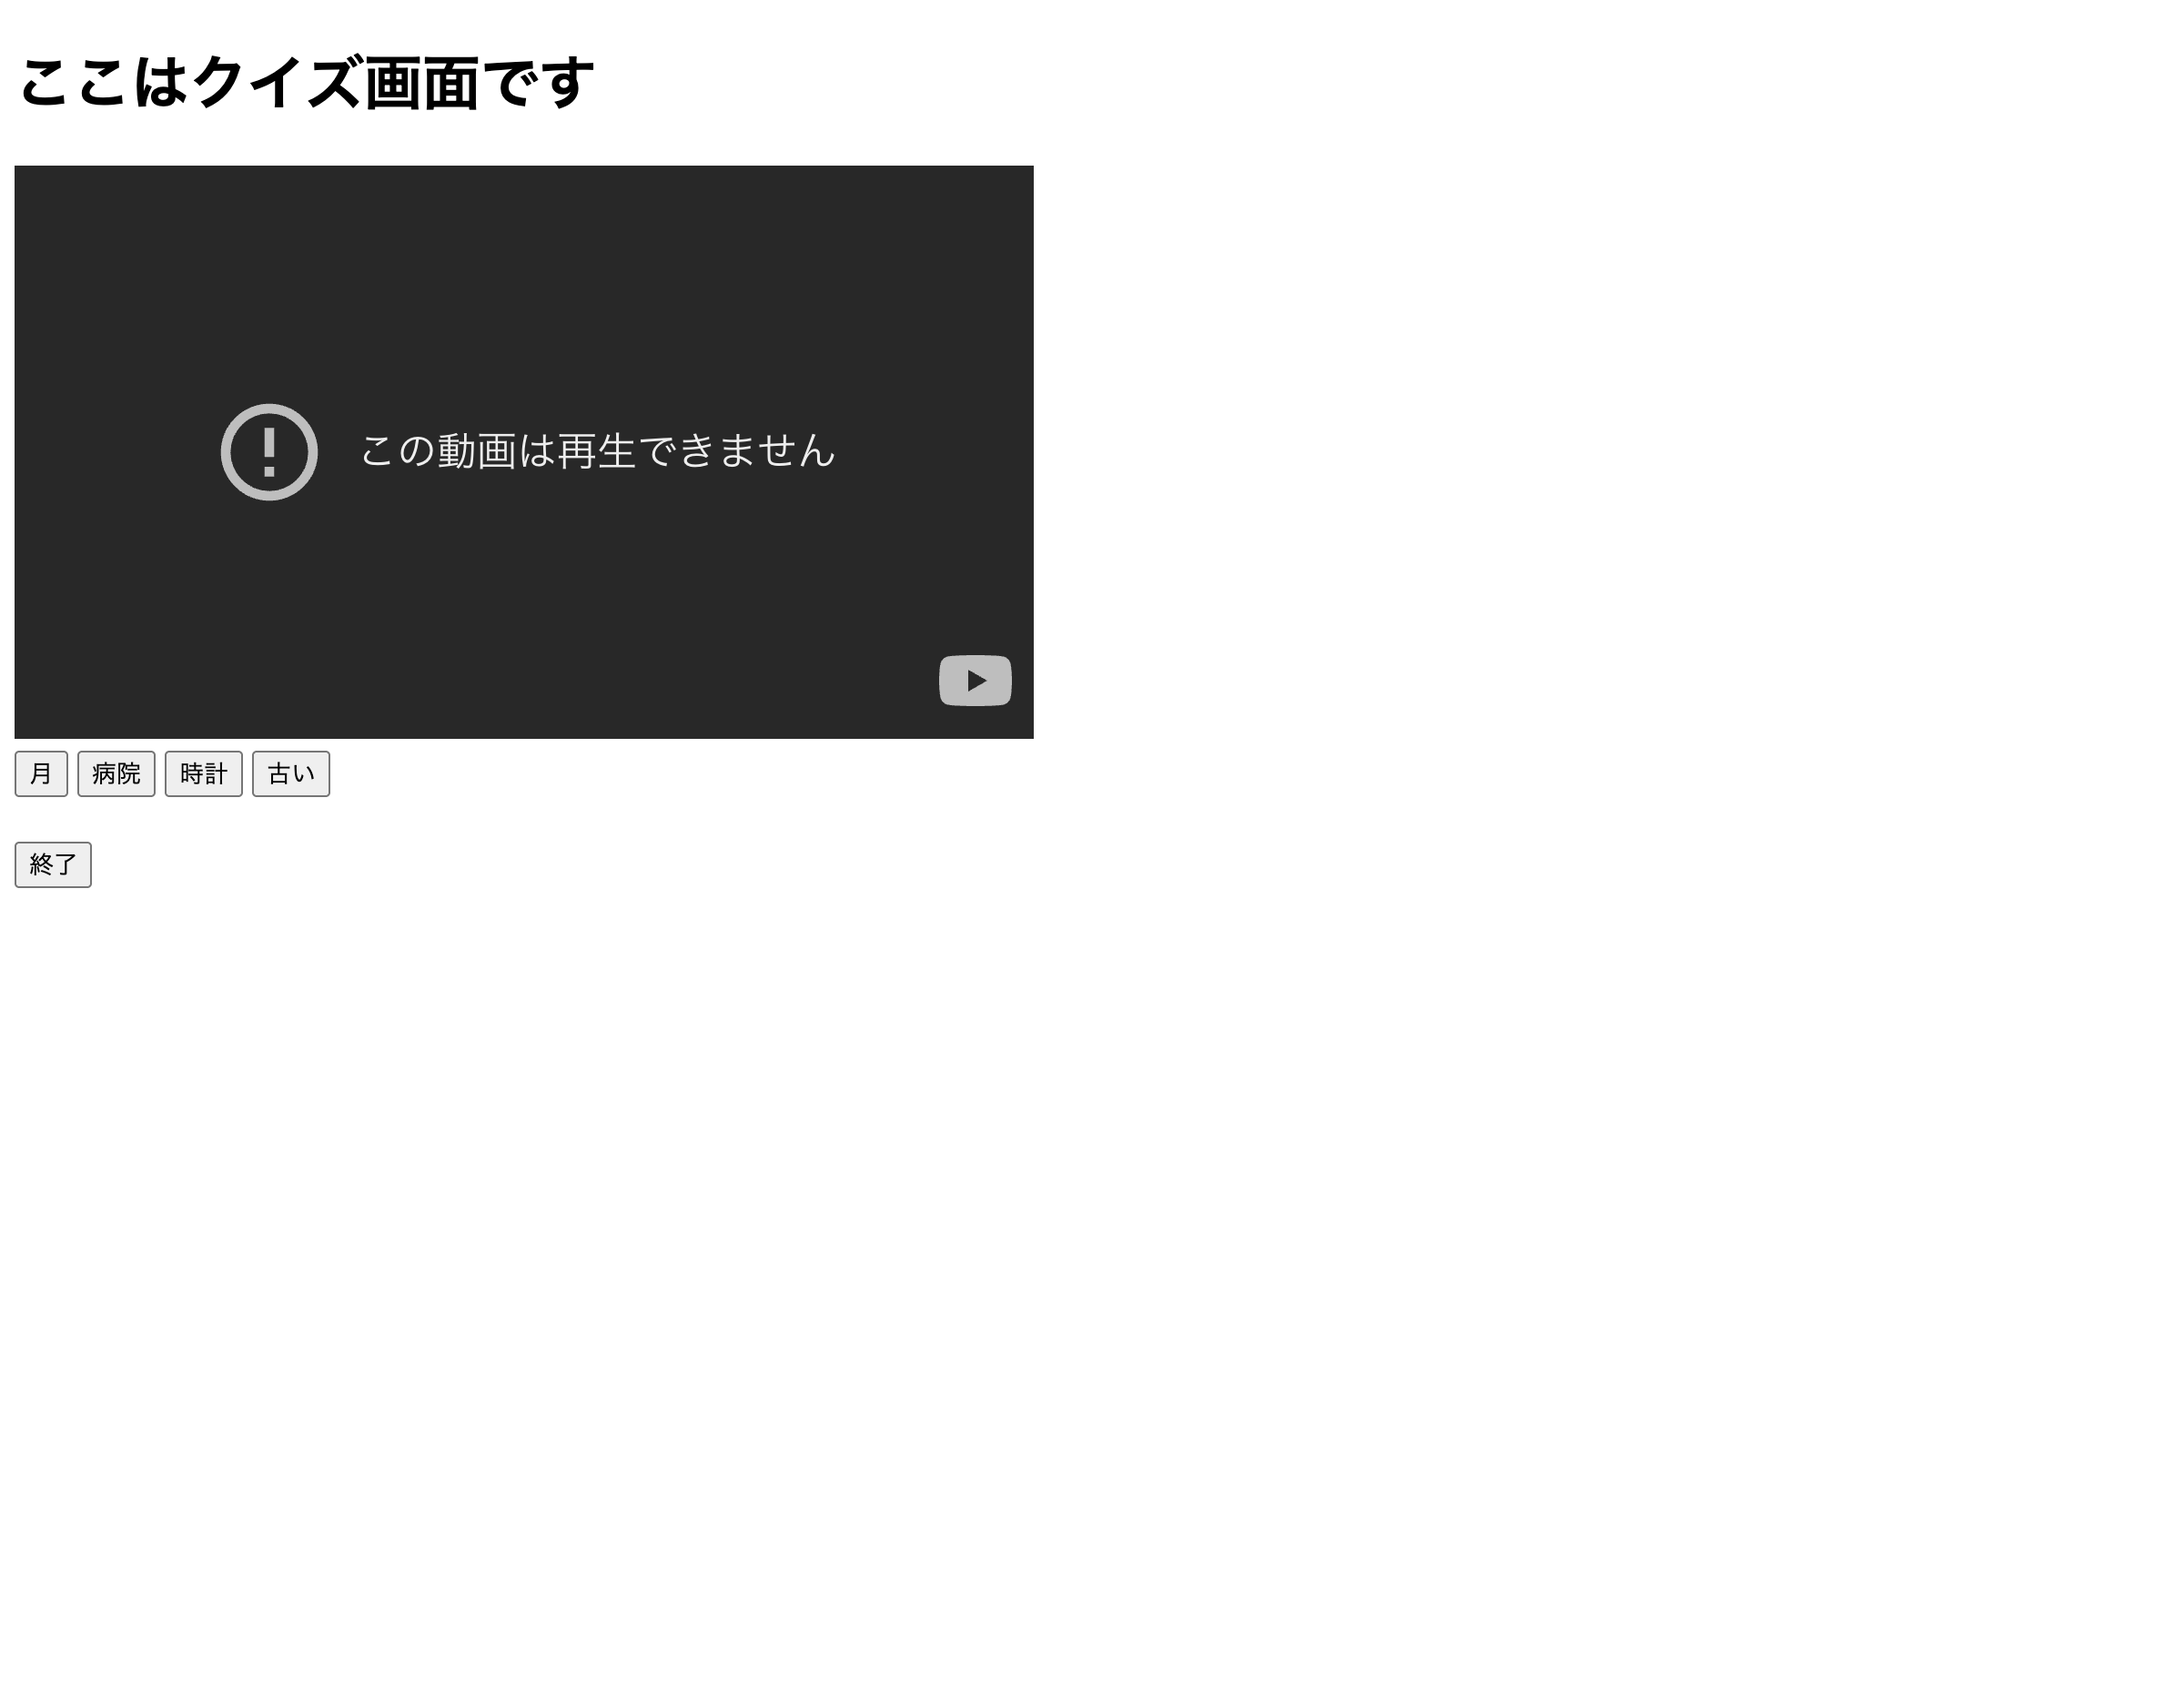 ここはクイズ画面です
この動画は再生できません
月 病院 時計 古い
終了